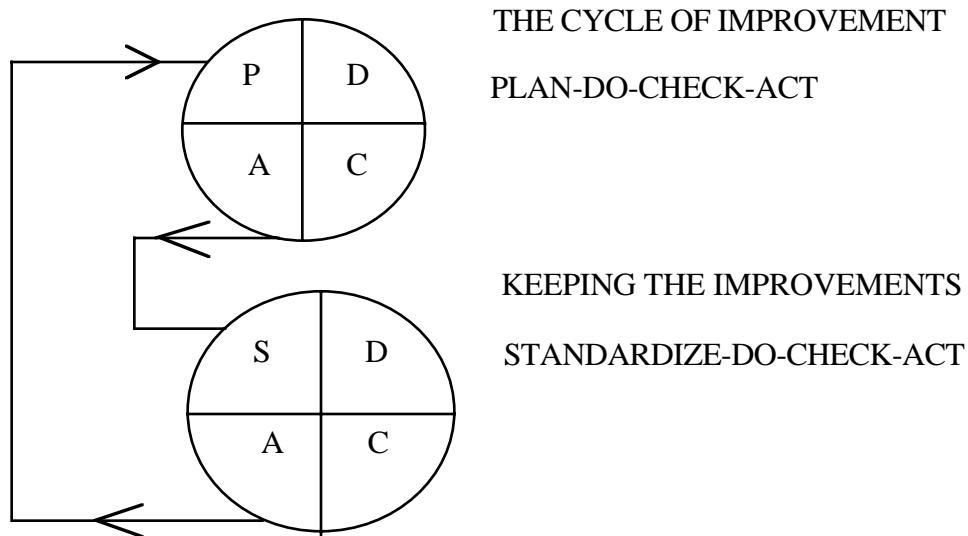 THE CYCLE OF IMPROVEMENT
P D
PLAN-DO-CHECK-ACT
A C
KEEPING THE IMPROVEMENTS
S D
STANDARDIZE-DO-CHECK-ACT
A C